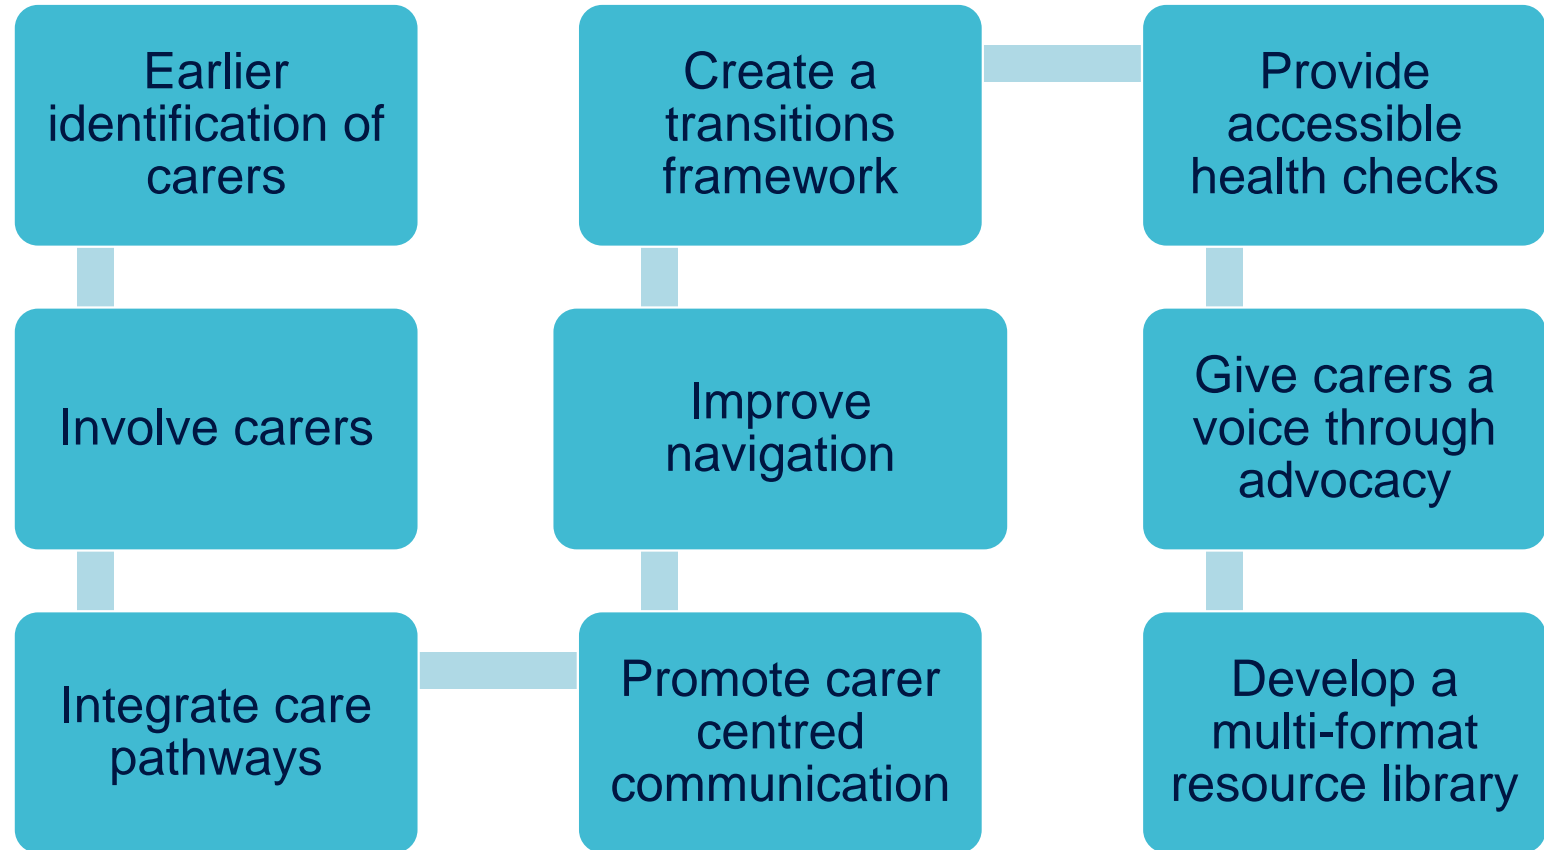 Earlier
identification of
carers
Involve carers
Integrate care
pathways
Promote carer
centred
communication
Improve
navigation
Create a
transitions
framework
Provide
accessible
health checks
Give carers a
voice through
advocacy
Develop a
multi-format
resource library